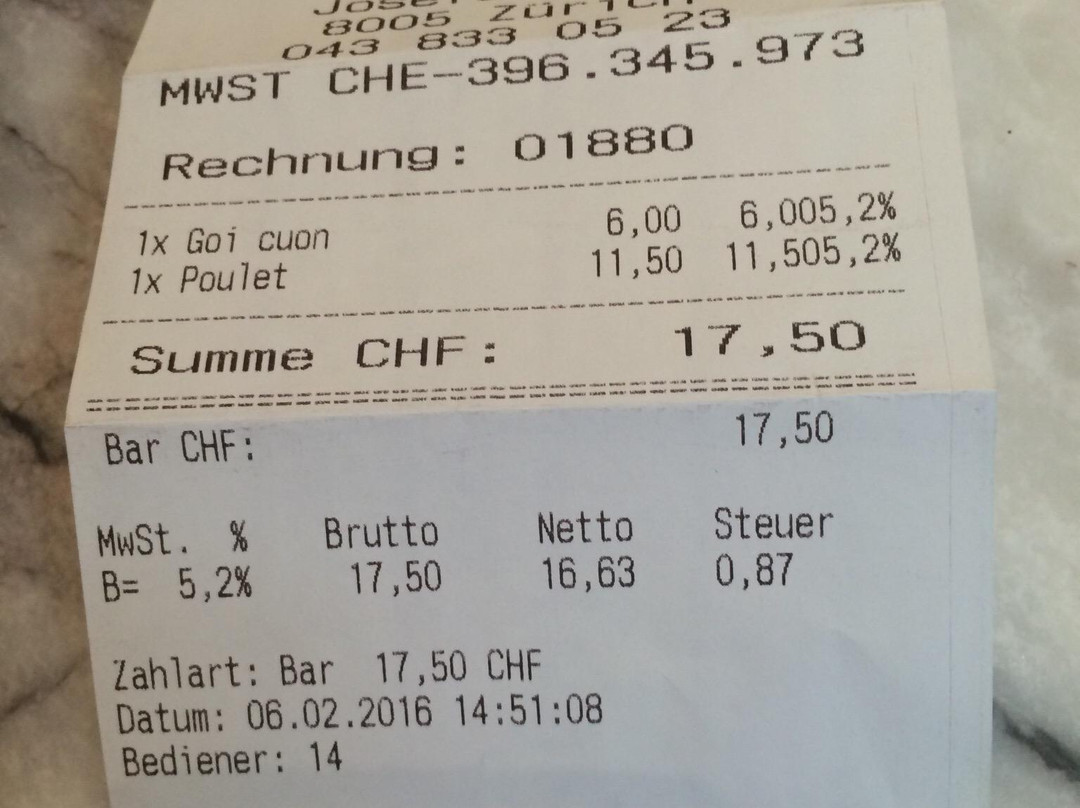 8005 Zürich
043 833 05 23
MWST CHE-396.345.973
Rechnung: 01880
1x Goi cuon 6,00 6,005,2%
1x Poulet 11,50 11,505,2%
Summe CHF: 17,50
Bar CHF: 17,50
MwSt. % Brutto Netto Steuer
B= 5,2% 17,50 16,63 0,87
Zahlart: Bar 17,50 CHF
Datum: 06.02.2016 14:51:08
Bediener: 14